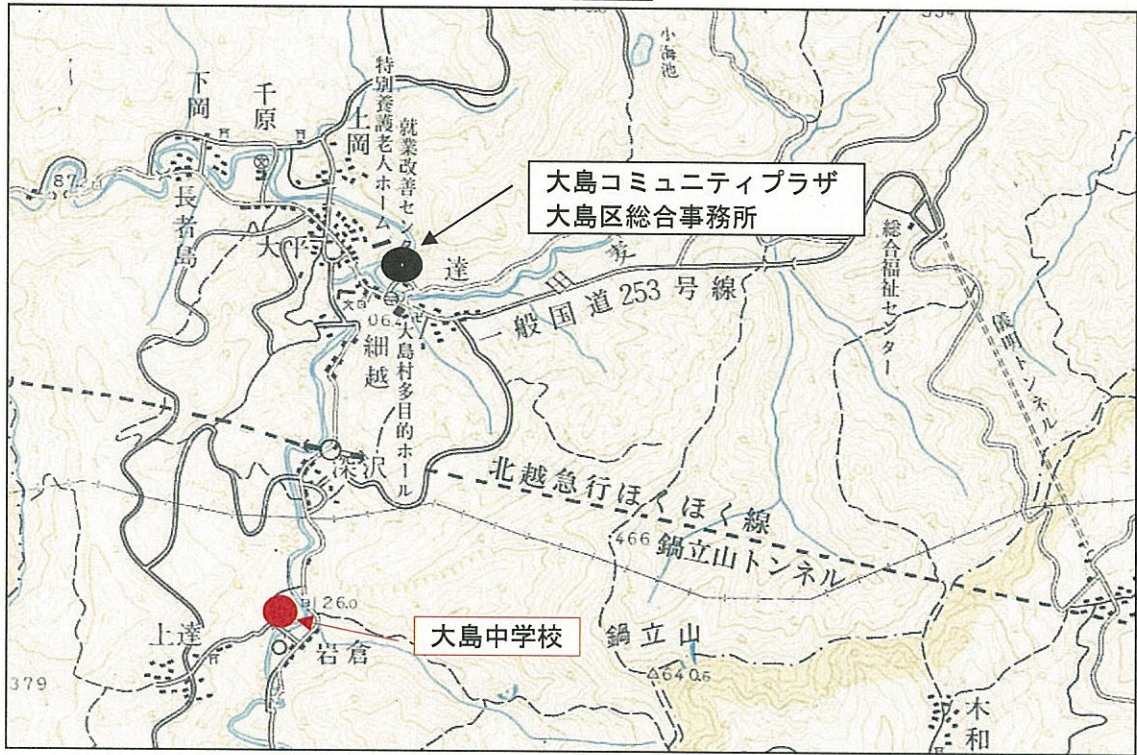 小海池
下岡
千原
上岡
特別養護老人ホーム
就業改善センター
長者島
大平
大島コミュニティプラザ
大島区総合事務所
達
田麦
一般国道253号線
総合福祉センター
儀明トンネル
細越
大島村多目的ホール
深沢
北越急行ほくほく線
466
鍋立山トンネル
126.0
大島中学校
上達
岩倉
鍋立山
640.6
379
木和